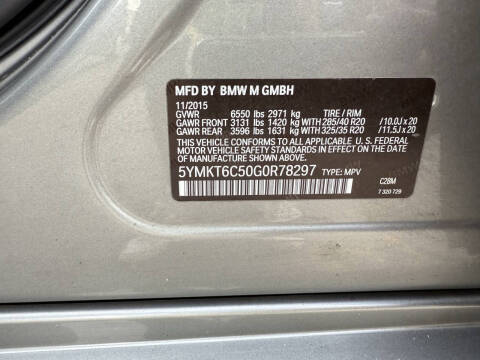 MFD BY BMW M GMBH
11/2015
GVWR 6550 lbs 2971 kg TIRE / RIM
GAWR FRONT 3131 lbs 1420 kg WITH 285/40 R20 /10.0J x 20
GAWR REAR 3596 lbs 1631 kg WITH 325/35 R20 /11.5J x 20
THIS VEHICLE CONFORMS TO ALL APPLICABLE U. S. FEDERAL
MOTOR VEHICLE SAFETY STANDARDS IN EFFECT ON THE
DATE OF MANUFACTURE SHOWN ABOVE.
5YMKT6C50G0R78297 TYPE: MPV C28M
7 320 729